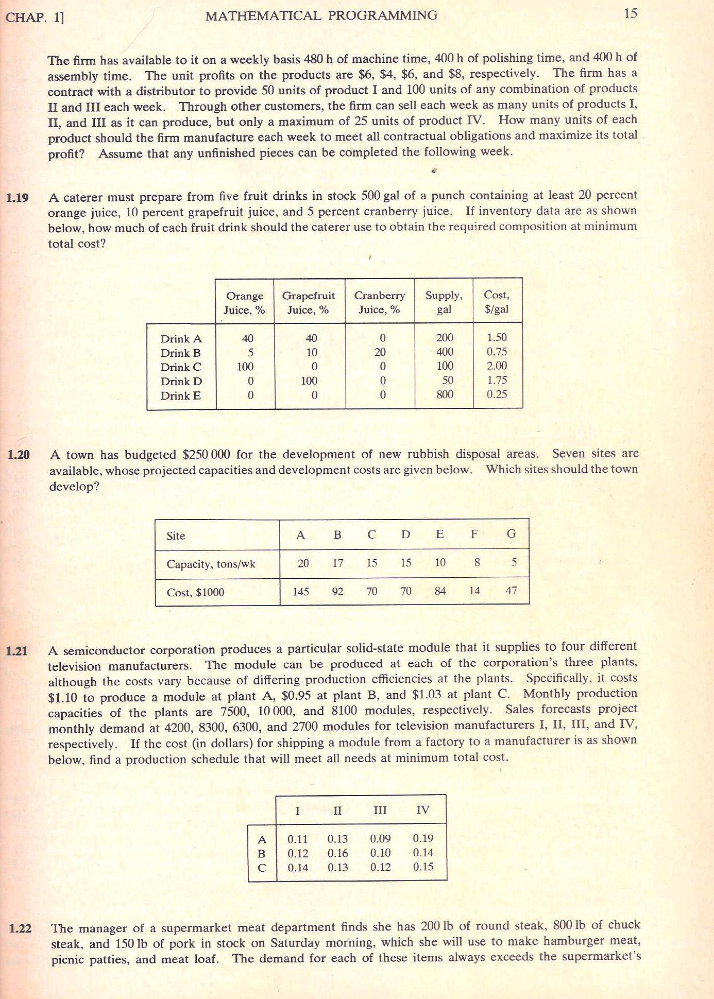 CHAP. 1] MATHEMATICAL PROGRAMMING 15
The firm has available to it on a weekly basis 480 h of machine time, 400 h of polishing time, and 400 h of
assembly time. The unit profits on the products are $6, $4, $6, and $8, respectively. The firm has a
contract with a distributor to provide 50 units of product I and 100 units of any combination of products
II and III each week. Through other customers, the firm can sell each week as many units of products I,
II, and III as it can produce, but only a maximum of 25 units of product IV. How many units of each
product should the firm manufacture each week to meet all contractual obligations and maximize its total
profit? Assume that any unfinished pieces can be completed the following week.
1.19 A caterer must prepare from five fruit drinks in stock 500 gal of a punch containing at least 20 percent
orange juice, 10 percent grapefruit juice, and 5 percent cranberry juice. If inventory data are as shown
below, how much of each fruit drink should the caterer use to obtain the required composition at minimum
total cost?
Orange Grapefruit Cranberry Supply, Cost,
Juice, % Juice, % Juice, % gal $/gal
Drink A 40 40 0 200 1.50
Drink B 5 10 20 400 0.75
Drink C 100 0 0 100 2.00
Drink D 0 100 0 50 1.75
Drink E 0 0 0 800 0.25
1.20 A town has budgeted $250 000 for the development of new rubbish disposal areas. Seven sites are
available, whose projected capacities and development costs are given below. Which sites should the town
develop?
Site A B C D E F G
Capacity, tons/wk 20 17 15 15 10 8 5
Cost, $1000 145 92 70 70 84 14 47
1.21 A semiconductor corporation produces a particular solid-state module that it supplies to four different
television manufacturers. The module can be produced at each of the corporation's three plants,
although the costs vary because of differing production efficiencies at the plants. Specifically, it costs
$1.10 to produce a module at plant A, $0.95 at plant B, and $1.03 at plant C. Monthly production
capacities of the plants are 7500, 10 000, and 8100 modules, respectively. Sales forecasts project
monthly demand at 4200, 8300, 6300, and 2700 modules for television manufacturers I, II, III, and IV,
respectively. If the cost (in dollars) for shipping a module from a factory to a manufacturer is as shown
below, find a production schedule that will meet all needs at minimum total cost.
I II III IV
A 0.11 0.13 0.09 0.19
B 0.12 0.16 0.10 0.14
C 0.14 0.13 0.12 0.15
1.22 The manager of a supermarket meat department finds she has 200 lb of round steak, 800 lb of chuck
steak, and 150 lb of pork in stock on Saturday morning, which she will use to make hamburger meat,
picnic patties, and meat loaf. The demand for each of these items always exceeds the supermarket's